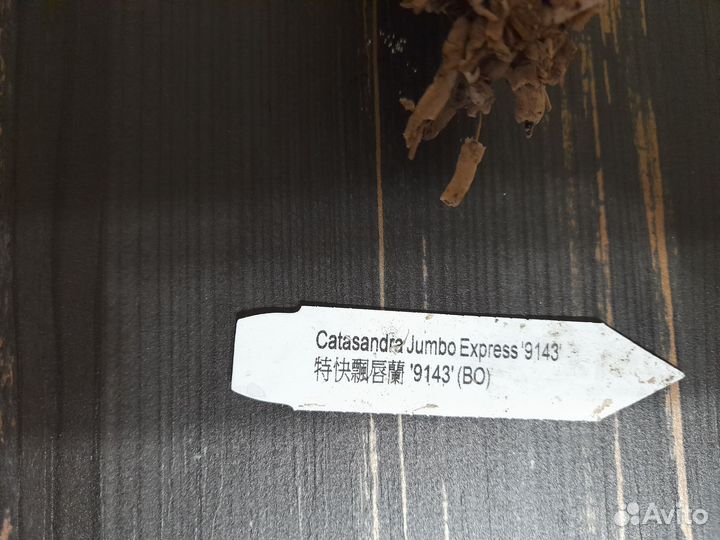 Catasandra Jumbo Express '9143'
特快飄唇蘭 '9143' (BO)
Avito